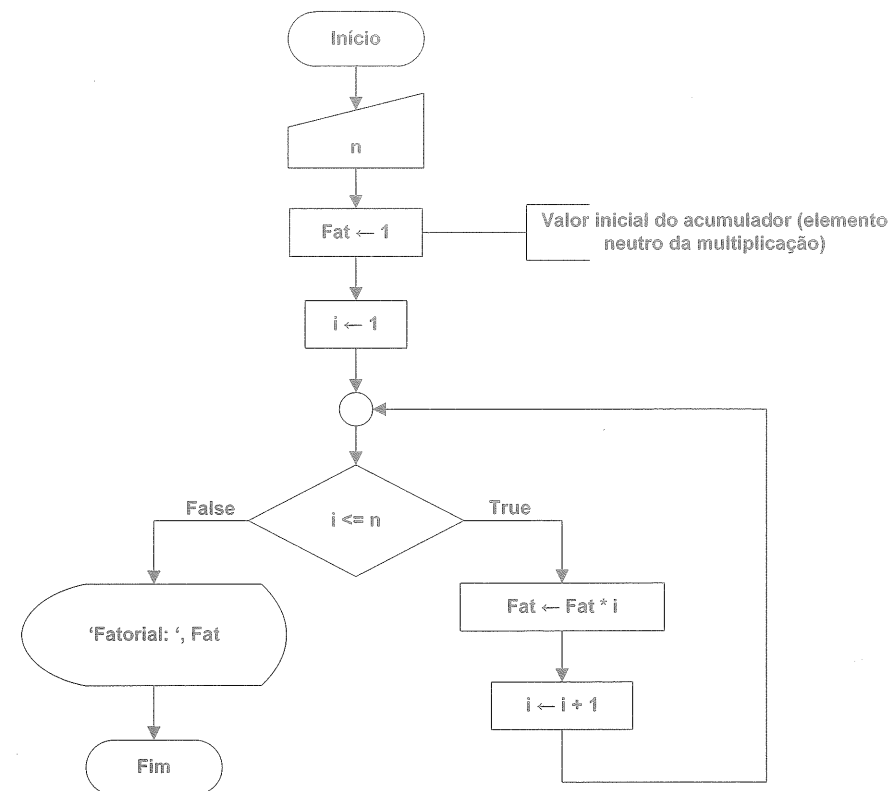 Início
n
Fat ← 1
Valor inicial do acumulador (elemento
neutro da multiplicação)
i ← 1
i <= n
False
True
Fat ← Fat * i
i ← i + 1
‘Fatorial: ‘, Fat
Fim